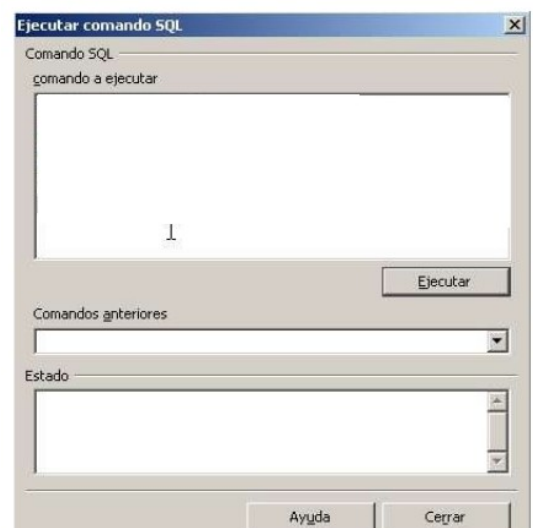 Ejecutar comando SQL
Comando SQL
comando a ejecutar
Ejecutar
Comandos anteriores
Estado
Ayuda
Cerrar